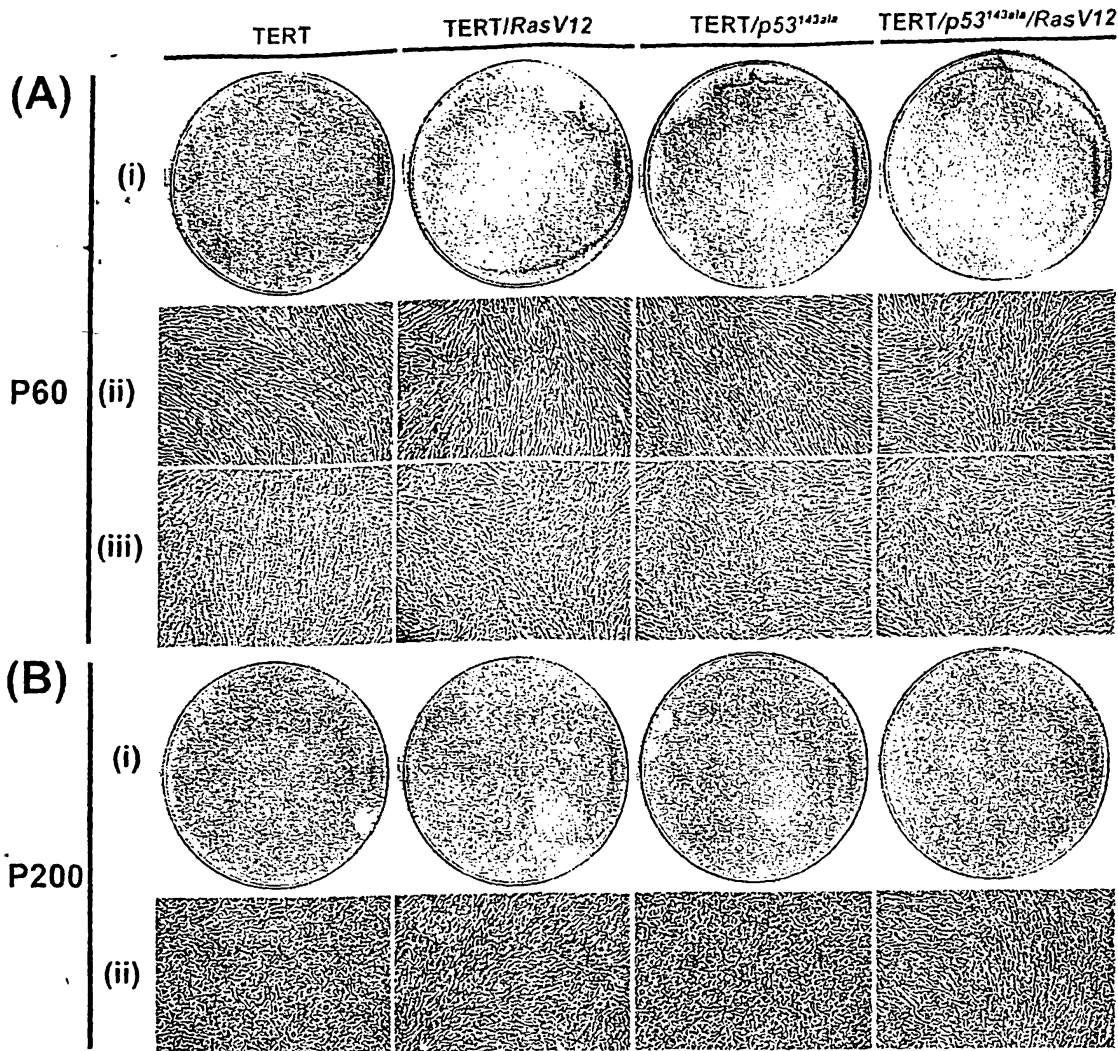 TERT TERT/RasV12 TERT/p53¹⁴³ᵃˡᵃ TERT/p53¹⁴³ᵃˡᵃ/RasV12
(A)
(i)
P60 (ii)
(iii)
(B)
(i)
P200
(ii)